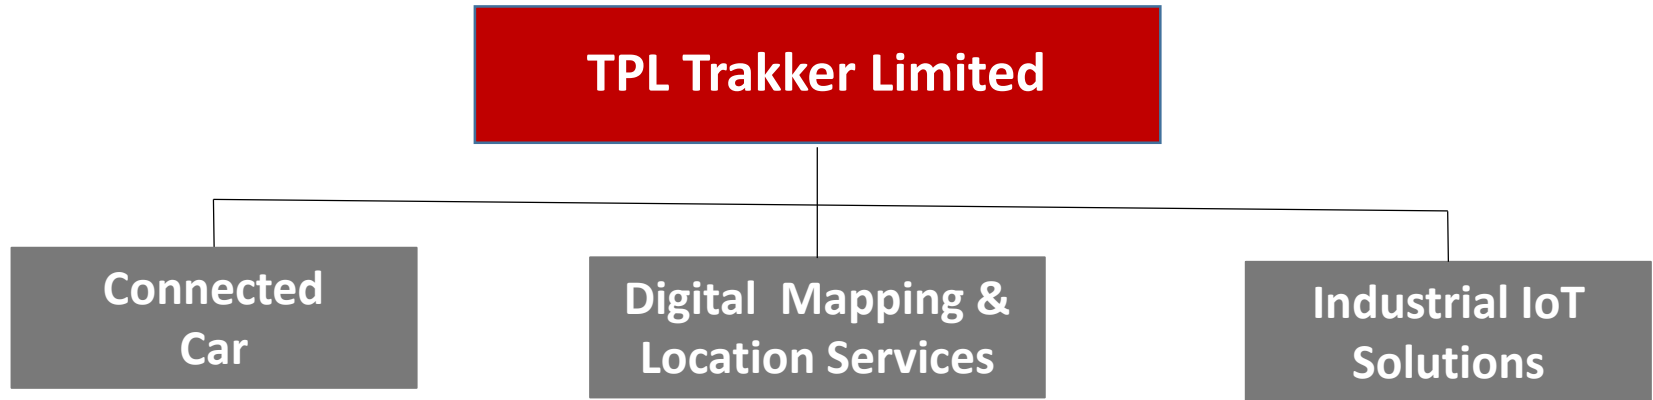 TPL Trakker Limited
Connected
Car
Digital  Mapping &
Location Services
Industrial IoT
Solutions